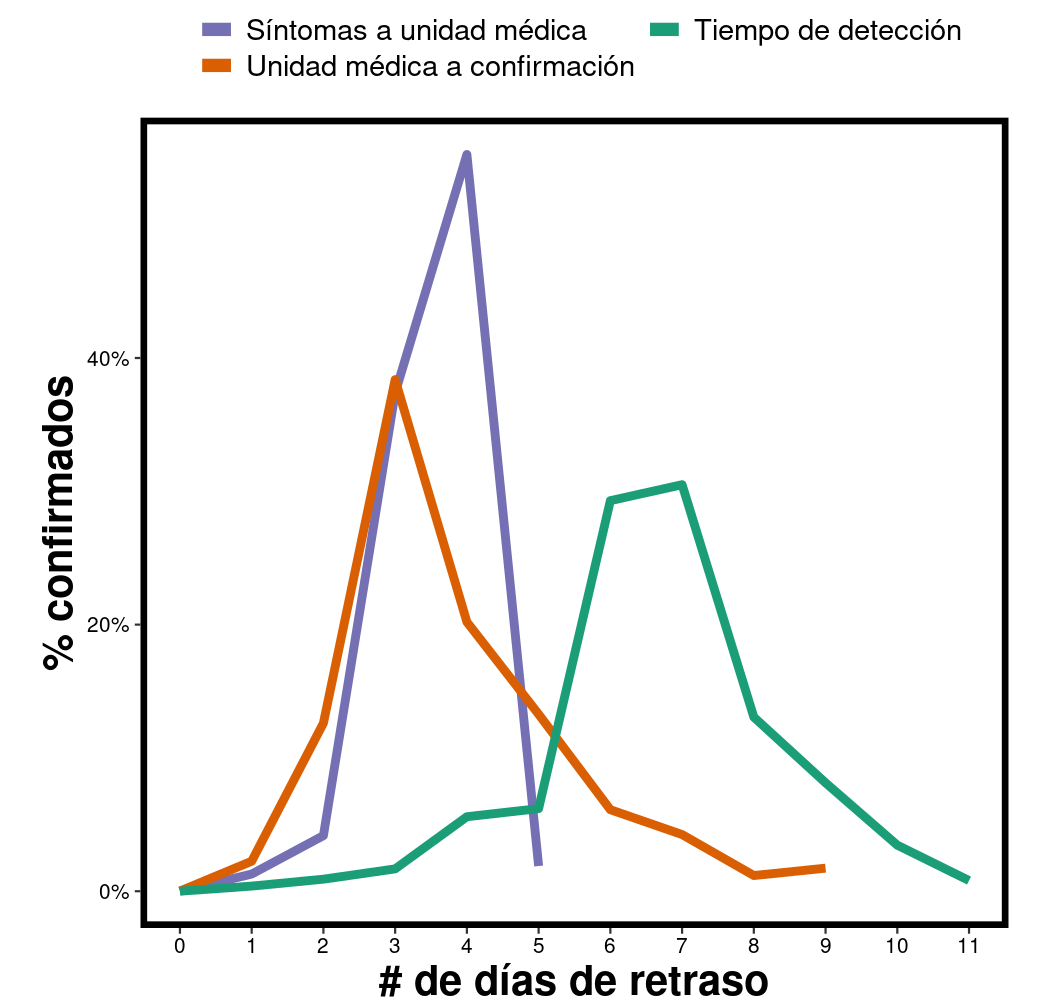 Síntomas a unidad médica
Tiempo de detección
Unidad médica a confirmación
% confirmados
40%
20%
0%
0 1 2 3 4 5 6 7 8 9 10 11
# de días de retraso